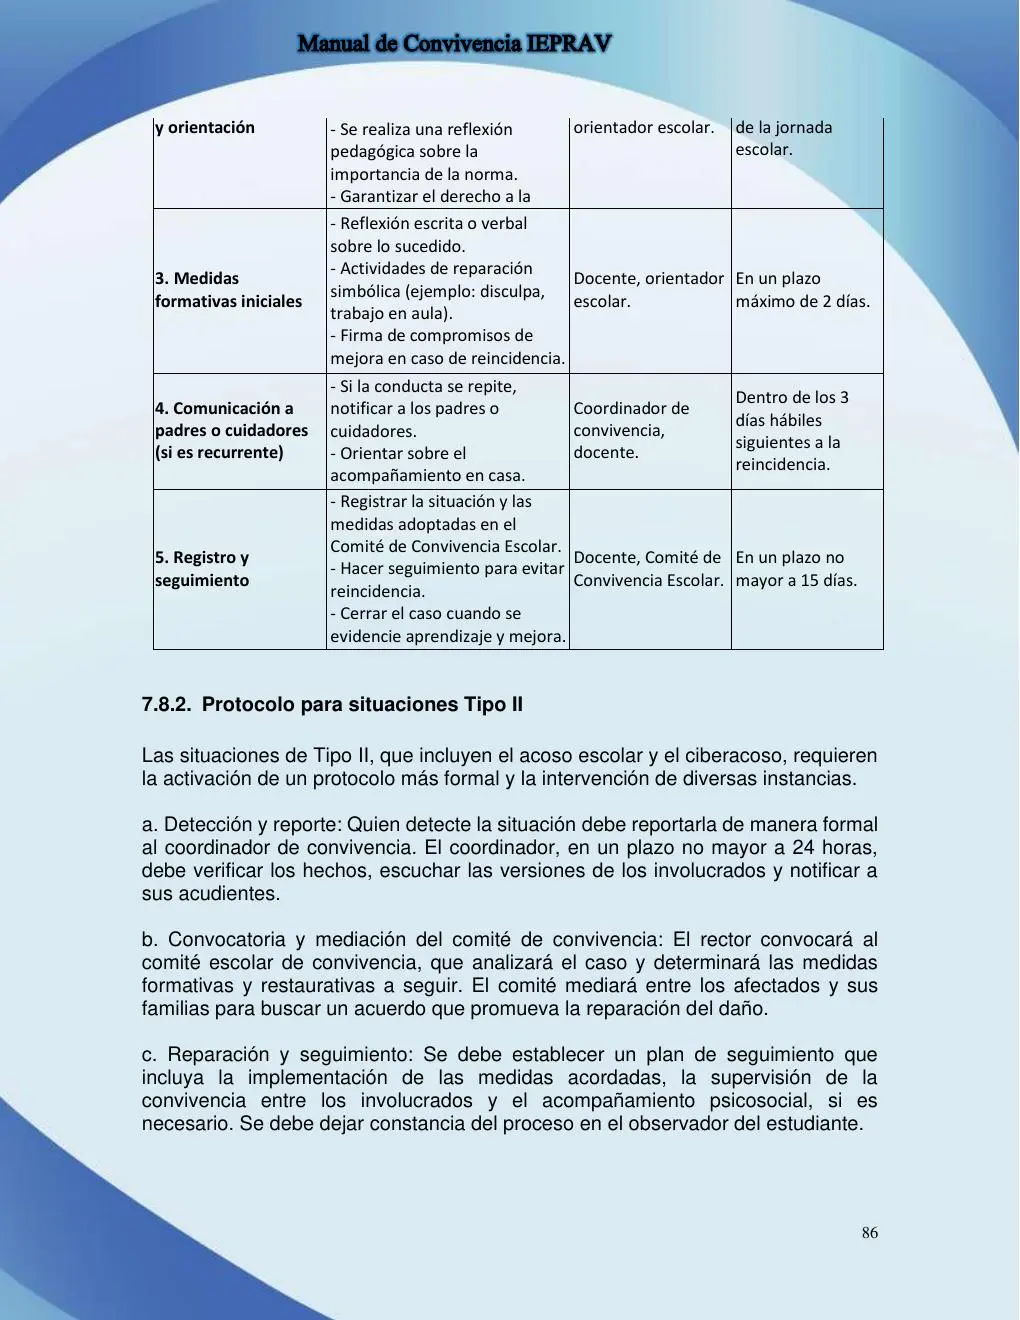 Manual de Convivencia IEPRAV
y orientación
- Se realiza una reflexión
pedagógica sobre la
importancia de la norma.
- Garantizar el derecho a la
orientador escolar.
de la jornada
escolar.
3. Medidas
formativas iniciales
- Reflexión escrita o verbal
sobre lo sucedido.
- Actividades de reparación
simbólica (ejemplo: disculpa,
trabajo en aula).
- Firma de compromisos de
mejora en caso de reincidencia.
Docente, orientador
escolar.
En un plazo
máximo de 2 días.
4. Comunicación a
padres o cuidadores
(si es recurrente)
- Si la conducta se repite,
notificar a los padres o
cuidadores.
- Orientar sobre el
acompañamiento en casa.
Coordinador de
convivencia,
docente.
Dentro de los 3
días hábiles
siguientes a la
reincidencia.
5. Registro y
seguimiento
- Registrar la situación y las
medidas adoptadas en el
Comité de Convivencia Escolar.
- Hacer seguimiento para evitar
reincidencia.
- Cerrar el caso cuando se
evidencie aprendizaje y mejora.
Docente, Comité de
Convivencia Escolar.
En un plazo no
mayor a 15 días.
7.8.2. Protocolo para situaciones Tipo II
Las situaciones de Tipo II, que incluyen el acoso escolar y el ciberacoso, requieren
la activación de un protocolo más formal y la intervención de diversas instancias.
a. Detección y reporte: Quien detecte la situación debe reportarla de manera formal
al coordinador de convivencia. El coordinador, en un plazo no mayor a 24 horas,
debe verificar los hechos, escuchar las versiones de los involucrados y notificar a
sus acudientes.
b. Convocatoria y mediación del comité de convivencia: El rector convocará al
comité escolar de convivencia, que analizará el caso y determinará las medidas
formativas y restaurativas a seguir. El comité mediará entre los afectados y sus
familias para buscar un acuerdo que promueva la reparación del daño.
c. Reparación y seguimiento: Se debe establecer un plan de seguimiento que
incluya la implementación de las medidas acordadas, la supervisión de la
convivencia entre los involucrados y el acompañamiento psicosocial, si es
necesario. Se debe dejar constancia del proceso en el observador del estudiante.
86